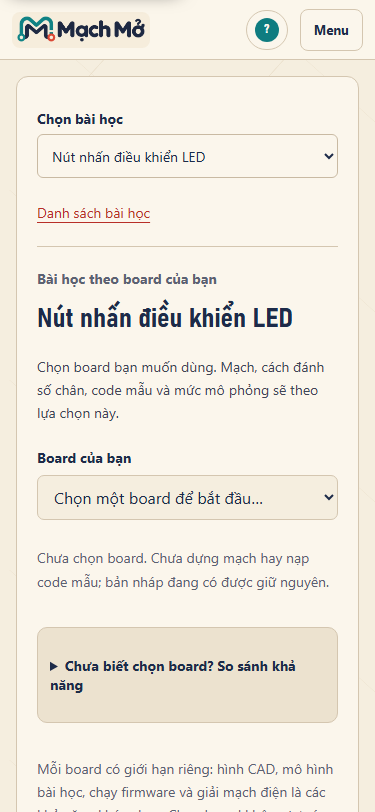 Mạch Mở
?
Menu
Chọn bài học
Nút nhấn điều khiển LED
Danh sách bài học
Bài học theo board của bạn
Nút nhấn điều khiển LED
Chọn board bạn muốn dùng. Mạch, cách đánh
số chân, code mẫu và mức mô phỏng sẽ theo
lựa chọn này.
Board của bạn
Chọn một board để bắt đầu...
Chưa chọn board. Chưa dựng mạch hay nạp
code mẫu; bản nháp đang có được giữ nguyên.
Chưa biết chọn board? So sánh khả
năng
Mỗi board có giới hạn riêng: hình CAD, mô hình
bài học, chạy firmware và giải mạch điện là các